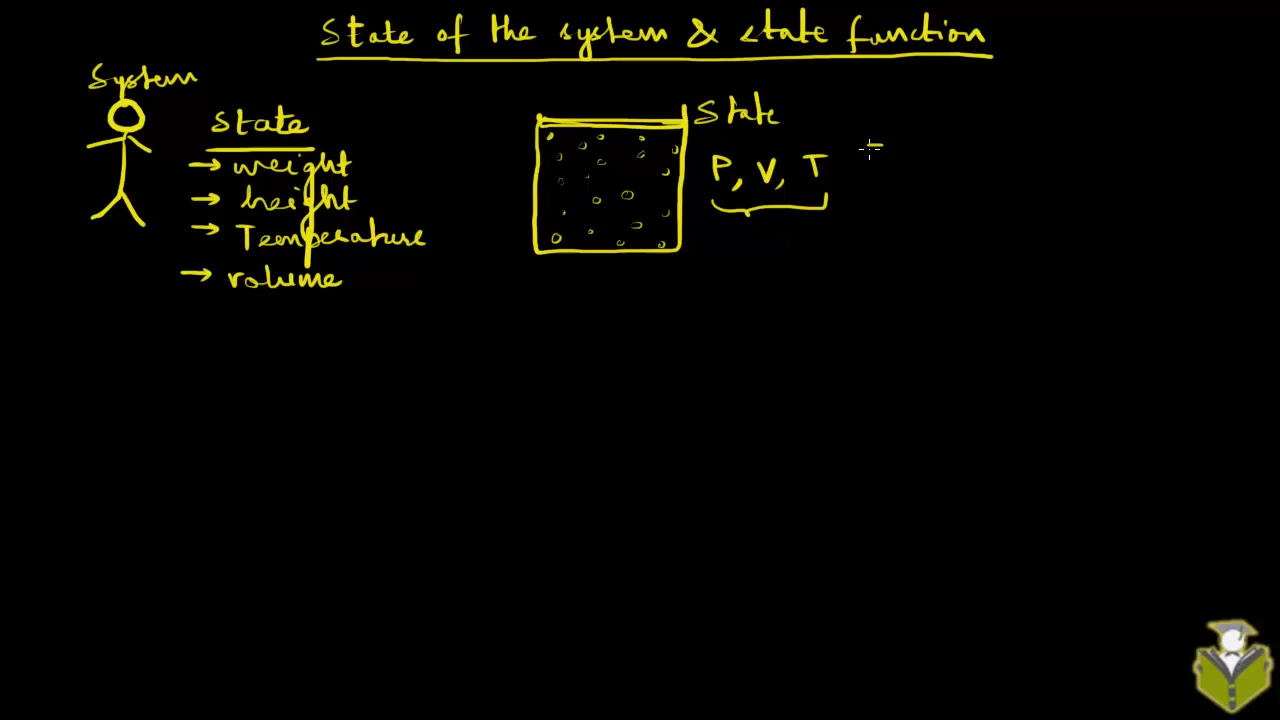 State of the system & state function
System
State
→ weight
→ height
→ Temperature
→ volume
State
P, V, T